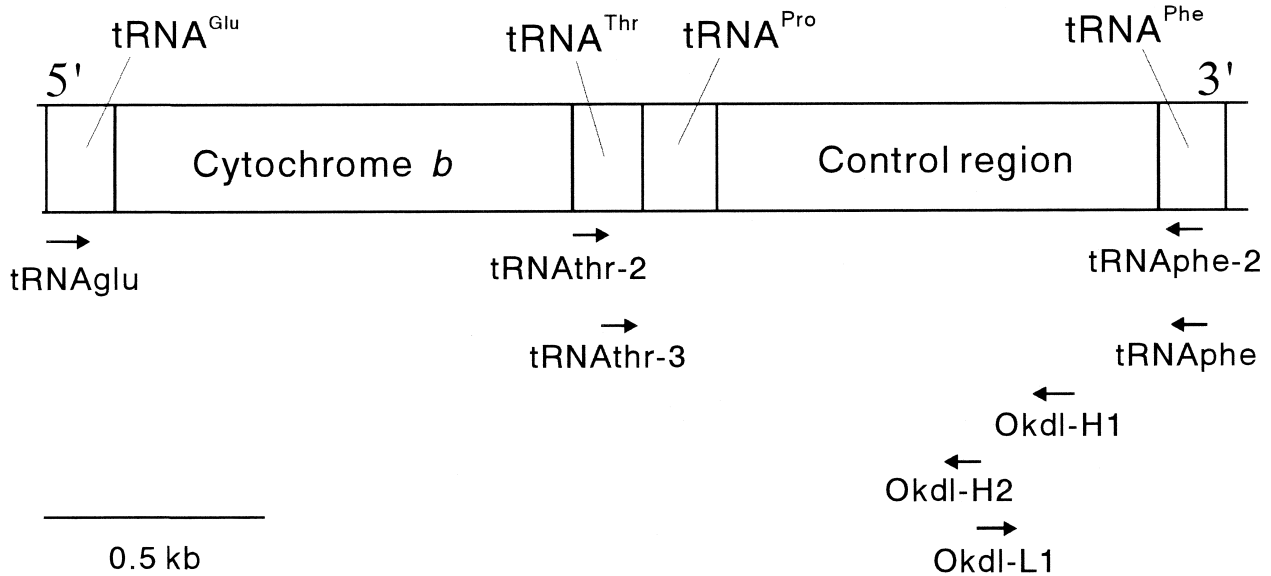 tRNA^Glu
tRNA^Thr
tRNA^Pro
tRNA^Phe
5'
3'
Cytochrome b
Control region
tRNAglu
tRNAthr-2
tRNAphe-2
tRNAthr-3
tRNAphe
Okdl-H1
Okdl-H2
Okdl-L1
0.5 kb